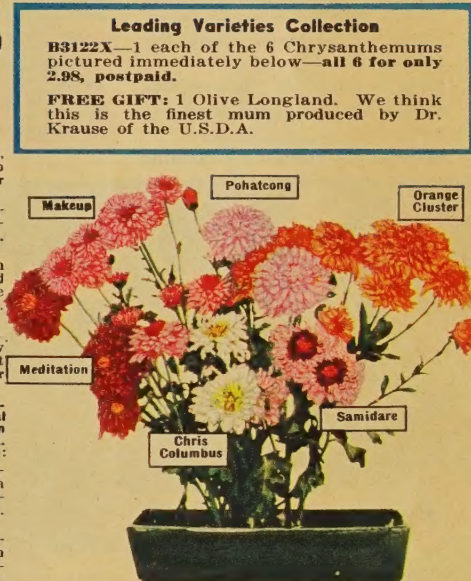 Leading Varieties Collection
B3122X—1 each of the 6 Chrysanthemums
pictured immediately below—all 6 for only
2.98, postpaid.
FREE GIFT: 1 Olive Longland. We think
this is the finest mum produced by Dr.
Krause of the U.S.D.A.
Makeup
Pohatcong
Orange
Cluster
Meditation
Chris
Columbus
Samidare